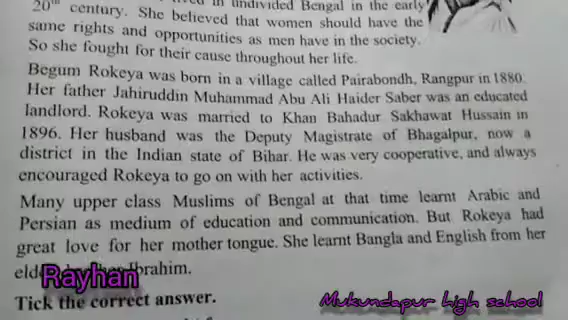 20th century. She believed that women should have the
same rights and opportunities as men have in the society.
So she fought for their cause throughout her life.
Begum Rokeya was born in a village called Pairabondh, Rangpur in 1880.
Her father Jahiruddin Muhammad Abu Ali Haider Saber was an educated
landlord. Rokeya was married to Khan Bahadur Sakhawat Hussain in
1896. Her husband was the Deputy Magistrate of Bhagalpur, now a
district in the Indian state of Bihar. He was very cooperative, and always
encouraged Rokeya to go on with her activities.
Many upper class Muslims of Bengal at that time learnt Arabic and
Persian as medium of education and communication. But Rokeya had
great love for her mother tongue. She learnt Bangla and English from her
Ibrahim.
Rayhan
Tick the correct answer.
Mukundapur high school